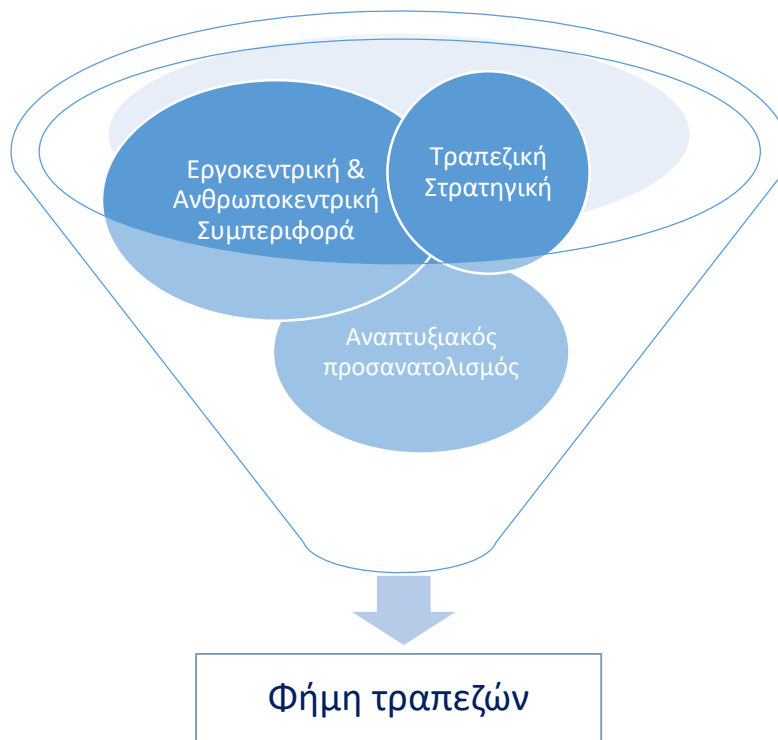 Εργοκεντρική &
Ανθρωποκεντρική
Συμπεριφορά
Τραπεζική
Στρατηγική
Αναπτυξιακός
προσανατολισμός
Φήμη τραπεζών